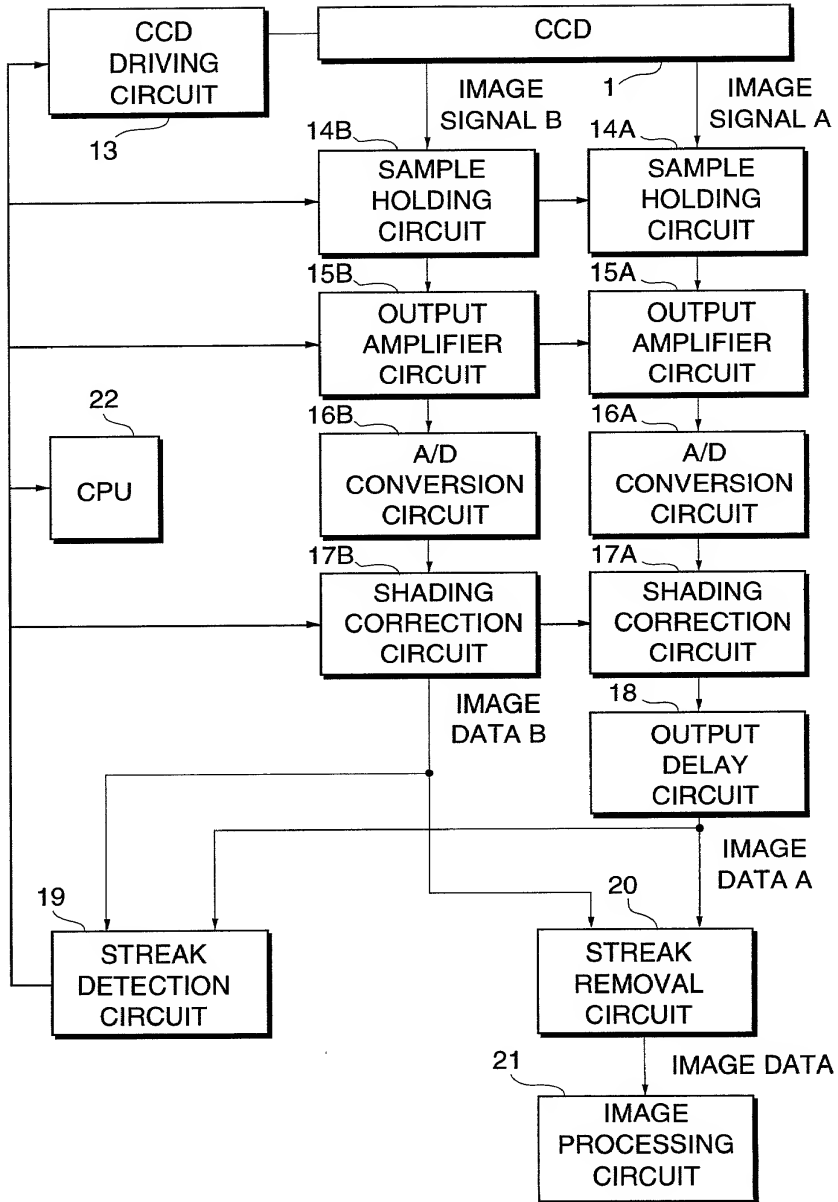 CCD
DRIVING
CIRCUIT
13
CCD
1
IMAGE
SIGNAL B
IMAGE
SIGNAL A
14B
SAMPLE
HOLDING
CIRCUIT
14A
SAMPLE
HOLDING
CIRCUIT
15B
OUTPUT
AMPLIFIER
CIRCUIT
15A
OUTPUT
AMPLIFIER
CIRCUIT
22
CPU
16B
A/D
CONVERSION
CIRCUIT
16A
A/D
CONVERSION
CIRCUIT
17B
SHADING
CORRECTION
CIRCUIT
17A
SHADING
CORRECTION
CIRCUIT
IMAGE
DATA B
18
OUTPUT
DELAY
CIRCUIT
IMAGE
DATA A
19
STREAK
DETECTION
CIRCUIT
20
STREAK
REMOVAL
CIRCUIT
IMAGE DATA
21
IMAGE
PROCESSING
CIRCUIT